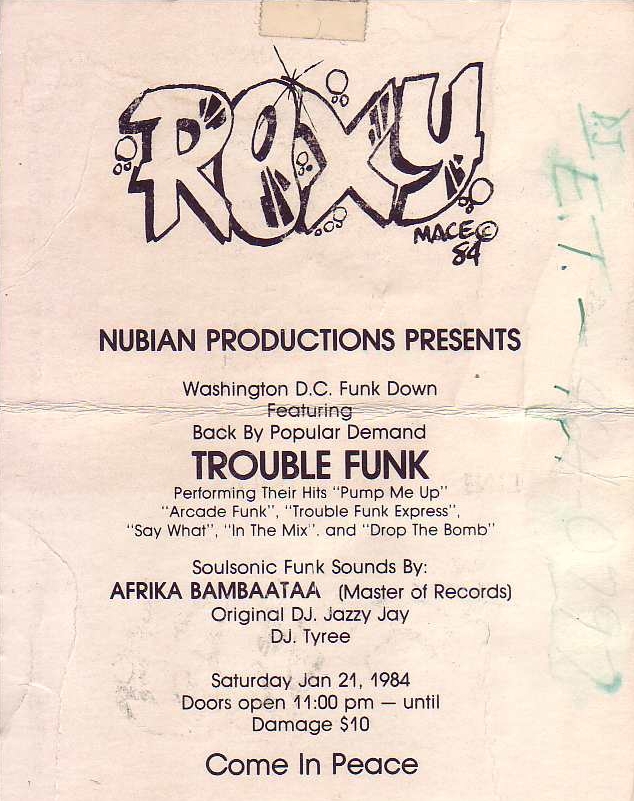 ROXY
MACE©
84
NUBIAN PRODUCTIONS PRESENTS
Washington D.C. Funk Down
Featuring
Back By Popular Demand
TROUBLE FUNK
Performing Their Hits "Pump Me Up"
"Arcade Funk", "Trouble Funk Express",
"Say What", "In The Mix". and "Drop The Bomb"
Soulsonic Funk Sounds By:
AFRIKA BAMBAATAA (Master of Records)
Original DJ. Jazzy Jay
DJ. Tyree
Saturday Jan 21, 1984
Doors open 11:00 pm — until
Damage $10
Come In Peace